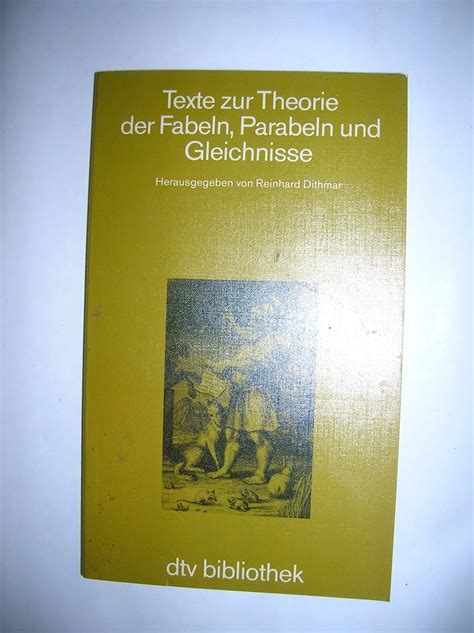 Texte zur Theorie
der Fabeln, Parabeln und
Gleichnisse
Herausgegeben von Reinhard Dithmar
dtv bibliothek